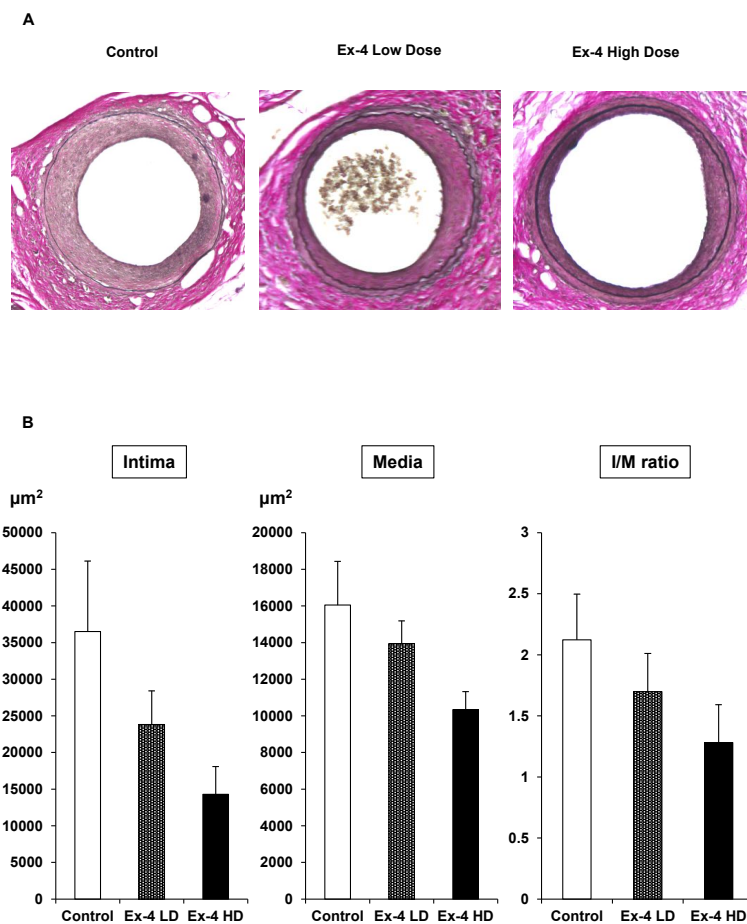 A
Control
Ex-4 Low Dose
Ex-4 High Dose
B
Intima
Media
I/M ratio
µm²
µm²
50000
45000
40000
35000
30000
25000
20000
15000
10000
5000
0
20000
18000
16000
14000
12000
10000
8000
6000
4000
2000
0
3
2.5
2
1.5
1
0.5
0
Control Ex-4 LD Ex-4 HD
Control Ex-4 LD Ex-4 HD
Control Ex-4 LD Ex-4 HD